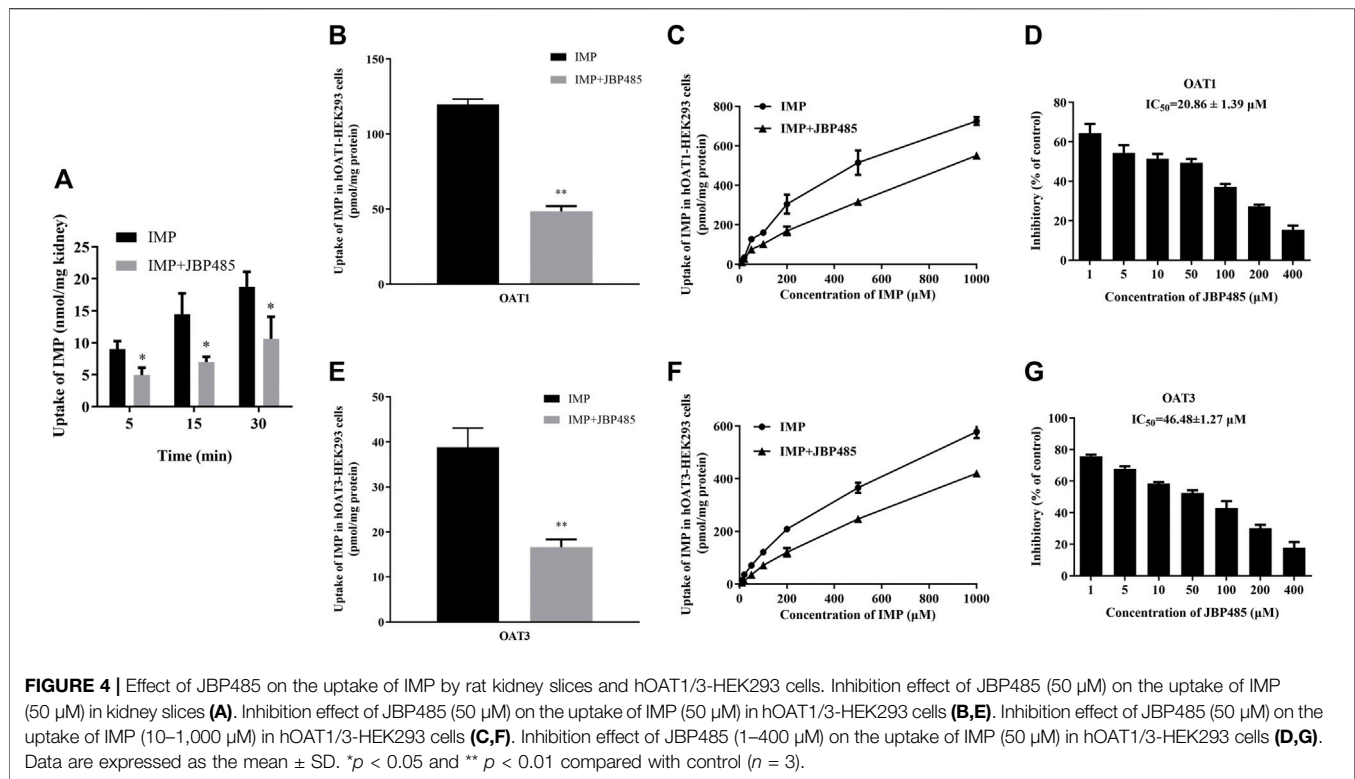 A
IMP
IMP+JBP485
Uptake of IMP (nmol/mg kidney)
25
20
15
10
5
0
*
*
*
5 15 30
Time (min)
B
IMP
IMP+JBP485
Uptake of IMP in hOAT1-HEK293 cells
(pmol/mg protein)
150
100
50
0
**
OAT1
C
IMP
IMP+JBP485
Uptake of IMP in hOAT1-HEK293 cells
(pmol/mg protein)
800
600
400
200
0
0 200 400 600 800 1000
Concentration of IMP (μM)
D
OAT1
IC50=20.86 ± 1.39 μM
Inhibitory (% of control)
80
60
40
20
0
1 5 10 50 100 200 400
Concentration of JBP485 (μM)
E
IMP
IMP+JBP485
Uptake of IMP in hOAT3-HEK293 cells
(pmol/mg protein)
50
40
30
20
10
0
**
OAT3
F
IMP
IMP+JBP485
Uptake of IMP in hOAT3-HEK293 cells
(pmol/mg protein)
600
400
200
0
0 200 400 600 800 1000
Concentration of IMP (μM)
G
OAT3
IC50=46.48±1.27 μM
Inhibitory (% of control)
100
80
60
40
20
0
1 5 10 50 100 200 400
Concentration of JBP485 (μM)
FIGURE 4 | Effect of JBP485 on the uptake of IMP by rat kidney slices and hOAT1/3-HEK293 cells. Inhibition effect of JBP485 (50 μM) on the uptake of IMP
(50 μM) in kidney slices (A). Inhibition effect of JBP485 (50 μM) on the uptake of IMP (50 μM) in hOAT1/3-HEK293 cells (B,E). Inhibition effect of JBP485 (50 μM) on the
uptake of IMP (10–1,000 μM) in hOAT1/3-HEK293 cells (C,F). Inhibition effect of JBP485 (1–400 μM) on the uptake of IMP (50 μM) in hOAT1/3-HEK293 cells (D,G).
Data are expressed as the mean ± SD. *p < 0.05 and ** p < 0.01 compared with control (n = 3).